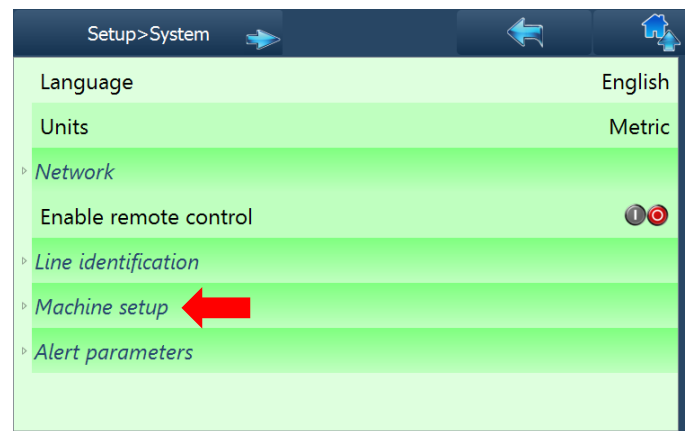 Setup>System
Language English
Units Metric
Network
Enable remote control
Line identification
Machine setup
Alert parameters